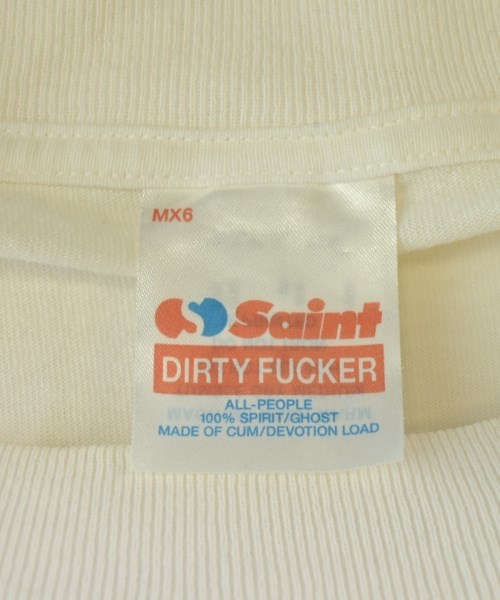 MX6
Saint
DIRTY FUCKER
ALL-PEOPLE
100% SPIRIT/GHOST
MADE OF CUM/DEVOTION LOAD